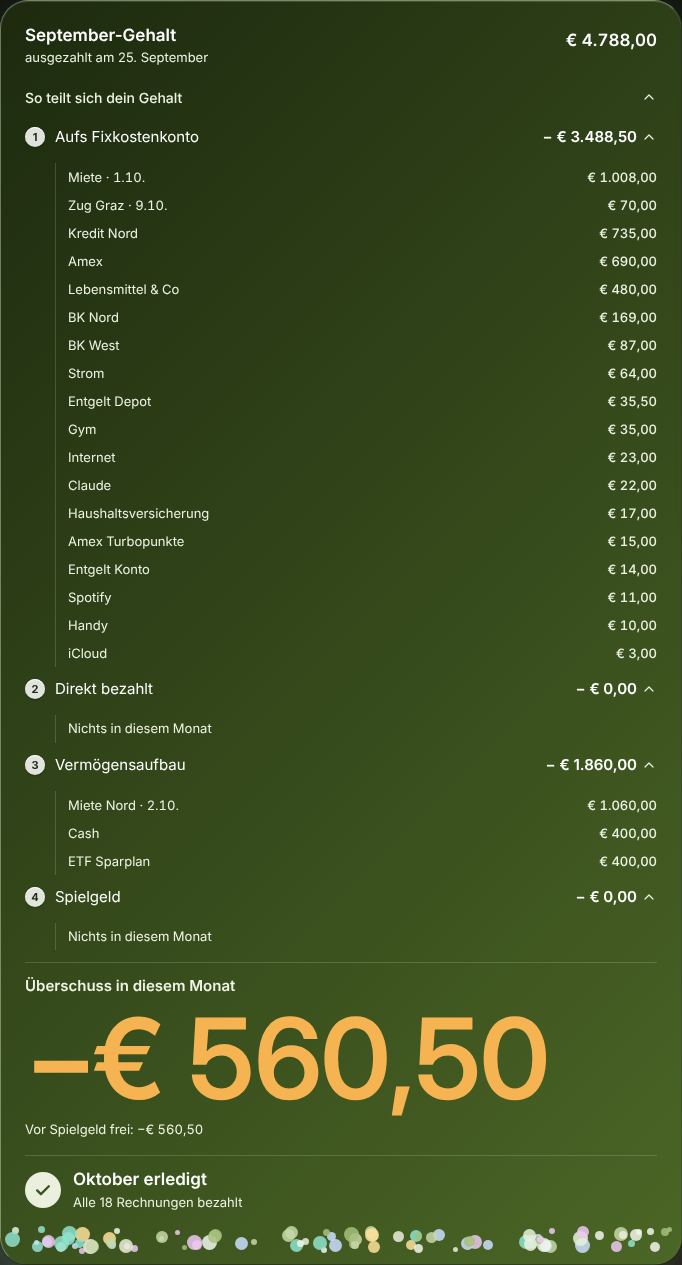 September-Gehalt
€ 4.788,00
ausgezahlt am 25. September
So teilt sich dein Gehalt
1 Aufs Fixkostenkonto – € 3.488,50
Miete · 1.10. € 1.008,00
Zug Graz · 9.10. € 70,00
Kredit Nord € 735,00
Amex € 690,00
Lebensmittel & Co € 480,00
BK Nord € 169,00
BK West € 87,00
Strom € 64,00
Entgelt Depot € 35,50
Gym € 35,00
Internet € 23,00
Claude € 22,00
Haushaltsversicherung € 17,00
Amex Turbopunkte € 15,00
Entgelt Konto € 14,00
Spotify € 11,00
Handy € 10,00
iCloud € 3,00
2 Direkt bezahlt – € 0,00
Nichts in diesem Monat
3 Vermögensaufbau – € 1.860,00
Miete Nord · 2.10. € 1.060,00
Cash € 400,00
ETF Sparplan € 400,00
4 Spielgeld – € 0,00
Nichts in diesem Monat
Überschuss in diesem Monat
–€ 560,50
Vor Spielgeld frei: –€ 560,50
Oktober erledigt
Alle 18 Rechnungen bezahlt